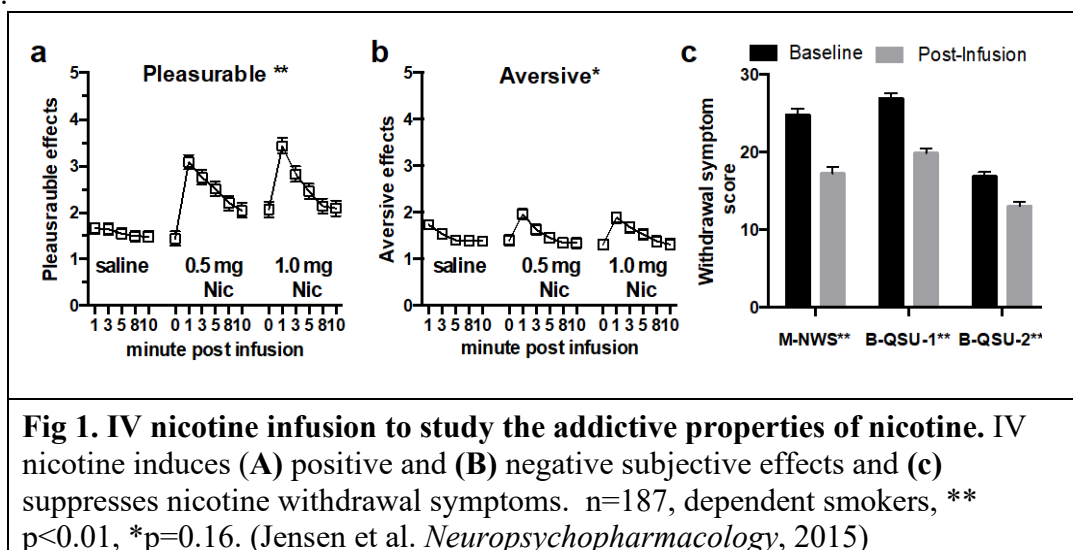 .
a
Pleasurable **
Pleausrauble effects
5
4
3
2
1
0
saline
0.5 mg
Nic
1.0 mg
Nic
1 3 5 8 10 0 1 3 5 8 10 0 1 3 5 8 10
minute post infusion
b
Aversive*
Aversive effects
5
4
3
2
1
0
saline
0.5 mg
Nic
1.0 mg
Nic
1 3 5 8 10 0 1 3 5 8 10 0 1 3 5 8 10
minute post infusion
c
Baseline Post-Infusion
Withdrawal symptom
score
30
20
10
0
M-NWS** B-QSU-1** B-QSU-2**
Fig 1. IV nicotine infusion to study the addictive properties of nicotine. IV
nicotine induces (A) positive and (B) negative subjective effects and (c)
suppresses nicotine withdrawal symptoms. n=187, dependent smokers, **
p<0.01, *p=0.16. (Jensen et al. Neuropsychopharmacology, 2015)